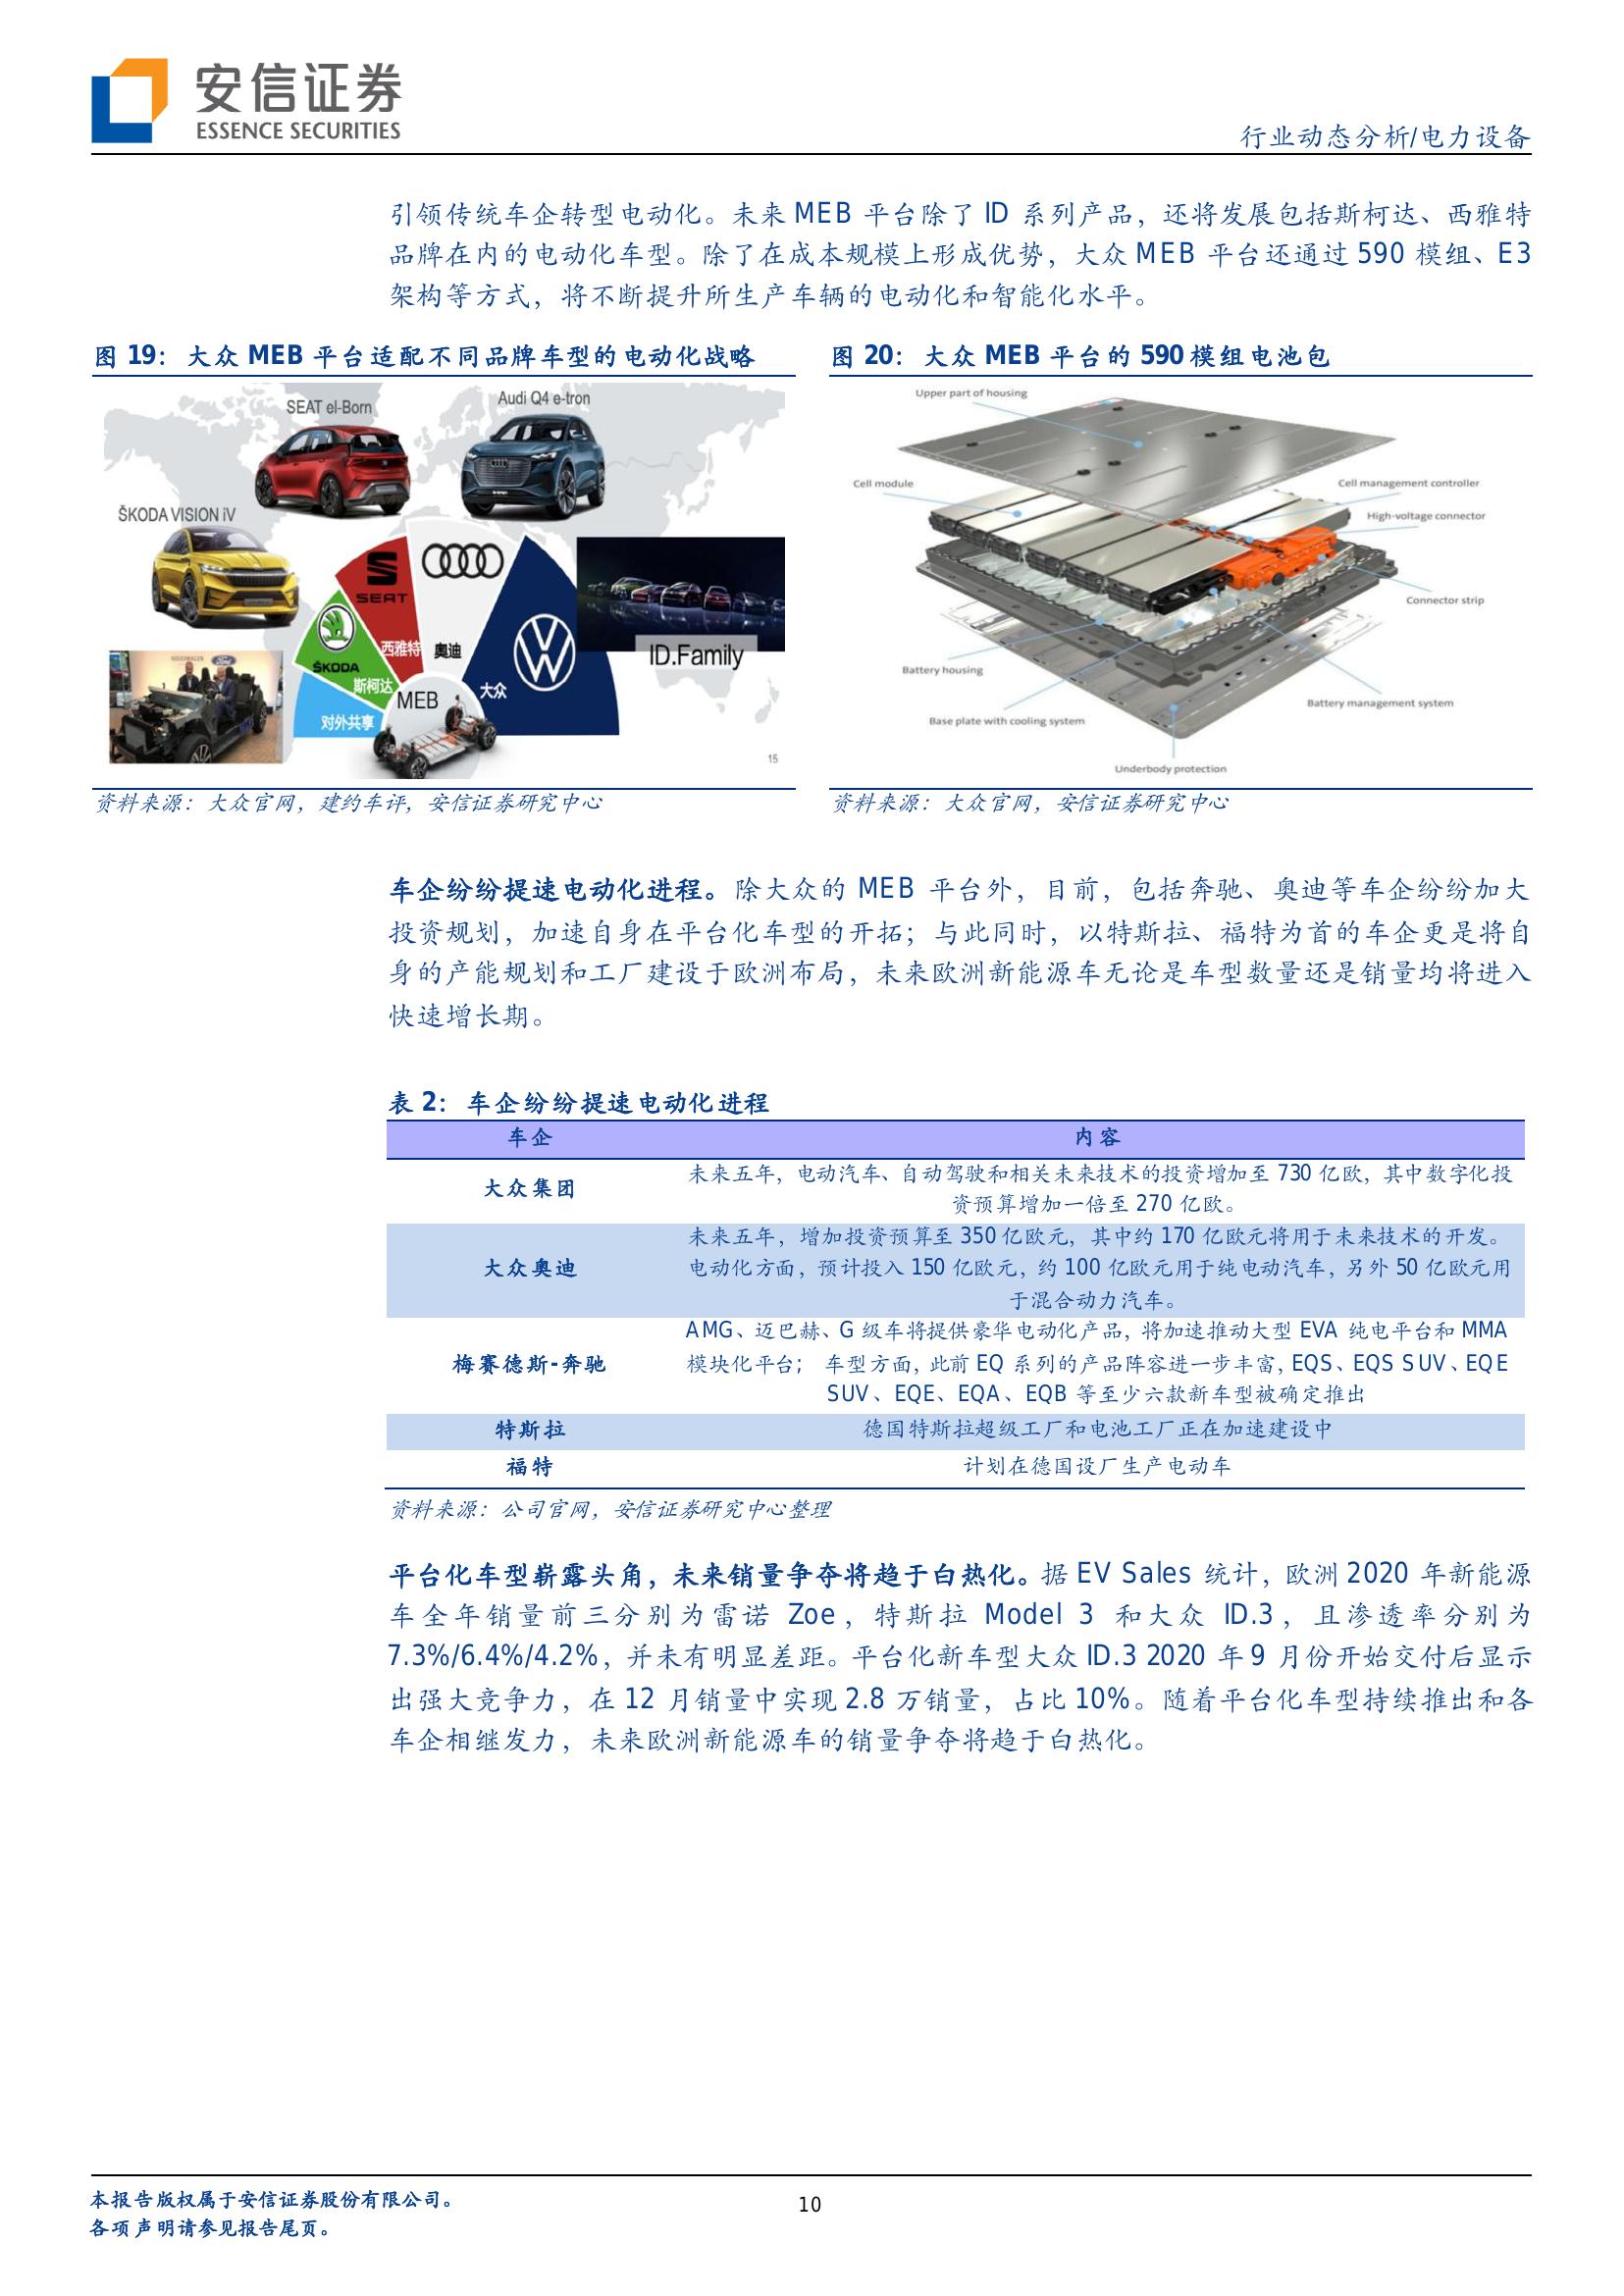 安信证券
ESSENCE SECURITIES
行业动态分析/电力设备
引领传统车企转型电动化。未来 MEB 平台除了 ID 系列产品，还将发展包括斯柯达、西雅特
品牌在内的电动化车型。除了在成本规模上形成优势，大众 MEB 平台还通过 590 模组、E3
架构等方式，将不断提升所生产车辆的电动化和智能化水平。
图 19：大众 MEB 平台适配不同品牌车型的电动化战略
SEAT el-Born
Audi Q4 e-tron
ŠKODA VISION iV
SEAT
西雅特
奥迪
ŠKODA
斯柯达
大众
MEB
对外共享
ID.Family
15
资料来源：大众官网，建约车评，安信证券研究中心
图 20：大众 MEB 平台的 590 模组电池包
Upper part of housing
Cell module
Cell management controller
High-voltage connector
Connector strip
Battery housing
Battery management system
Base plate with cooling system
Underbody protection
资料来源：大众官网，安信证券研究中心
车企纷纷提速电动化进程。除大众的 MEB 平台外，目前，包括奔驰、奥迪等车企纷纷加大
投资规划，加速自身在平台化车型的开拓；与此同时，以特斯拉、福特为首的车企更是将自
身的产能规划和工厂建设于欧洲布局，未来欧洲新能源车无论是车型数量还是销量均将进入
快速增长期。
表 2：车企纷纷提速电动化进程
车企 内容
大众集团 未来五年，电动汽车、自动驾驶和相关未来技术的投资增加至 730 亿欧，其中数字化投
资预算增加一倍至 270 亿欧。
未来五年，增加投资预算至 350 亿欧元，其中约 170 亿欧元将用于未来技术的开发。
大众奥迪 电动化方面，预计投入 150 亿欧元，约 100 亿欧元用于纯电动汽车，另外 50 亿欧元用
于混合动力汽车。
AMG、迈巴赫、G 级车将提供豪华电动化产品，将加速推动大型 EVA 纯电平台和 MMA
梅赛德斯-奔驰 模块化平台； 车型方面，此前 EQ 系列的产品阵容进一步丰富，EQS、EQS SUV、EQE
SUV、EQE、EQA、EQB 等至少六款新车型被确定推出
特斯拉 德国特斯拉超级工厂和电池工厂正在加速建设中
福特 计划在德国设厂生产电动车
资料来源：公司官网，安信证券研究中心整理
平台化车型崭露头角，未来销量争夺将趋于白热化。据 EV Sales 统计，欧洲 2020 年新能源
车全年销量前三分别为雷诺 Zoe，特斯拉 Model 3 和大众 ID.3，且渗透率分别为
7.3%/6.4%/4.2%，并未有明显差距。平台化新车型大众 ID.3 2020 年 9 月份开始交付后显示
出强大竞争力，在 12 月销量中实现 2.8 万销量，占比 10%。随着平台化车型持续推出和各
车企相继发力，未来欧洲新能源车的销量争夺将趋于白热化。
本报告版权属于安信证券股份有限公司。
各项声明请参见报告尾页。
10